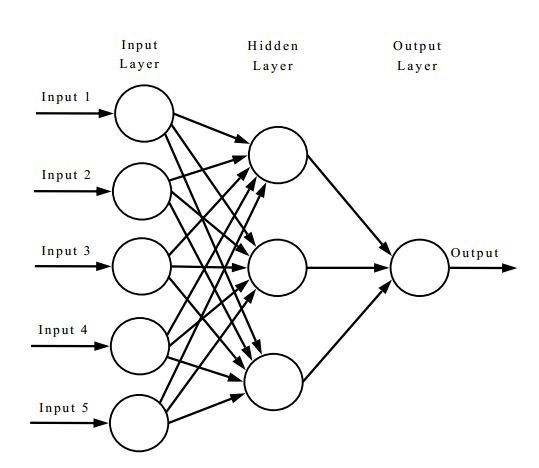 Input
Layer
Hidden
Layer
Output
Layer
Input 1
Input 2
Input 3
Input 4
Input 5
Output